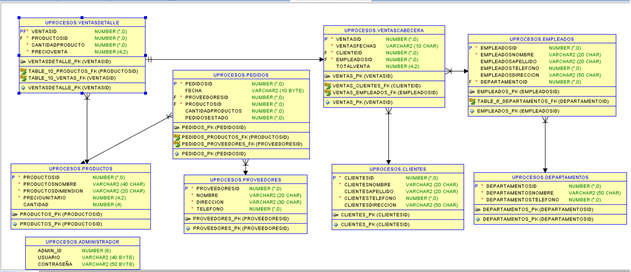 UPROCESOS.VENTASDETALLE
PF* VENTASID NUMBER (*,0)
F * PRODUCTOSID NUMBER (*,0)
* CANTIDADPRODUCTO NUMBER (*,0)
* PRECIOVENTA NUMBER (4,2)
VENTASDETALLE_PK (VENTASID)
TABLE_10_PRODUCTOS_FK (PRODUCTOSID)
TABLE_10_VENTAS_FK (VENTASID)
VENTASDETALLE_PK (VENTASID)
UPROCESOS.VENTASCABECERA
P * VENTASID NUMBER (*,0)
* VENTASFECHAS VARCHAR2 (10 CHAR)
F * CLIENTEID NUMBER (*,0)
F * EMPLEADOSID NUMBER (*,0)
TOTALVENTA NUMBER (4,2)
VENTAS_PK (VENTASID)
VENTAS_CLIENTES_FK (CLIENTEID)
VENTAS_EMPLEADOS_FK (EMPLEADOSID)
VENTAS_PK (VENTASID)
UPROCESOS.EMPLEADOS
P * EMPLEADOSID NUMBER (*,0)
* EMPLEADOSNOMBRE VARCHAR2 (20 CHAR)
* EMPLEADOSAPELLIDO VARCHAR2 (20 CHAR)
* EMPLEADOSTELEFONO NUMBER (*,0)
* EMPLEADOSDIRECCION VARCHAR2 (50 CHAR)
F * DEPARTAMENTOID NUMBER (*,0)
EMPLEADOS_PK (EMPLEADOSID)
TABLE_6_DEPARTAMENTOS_FK (DEPARTAMENTOID)
EMPLEADOS_PK (EMPLEADOSID)
UPROCESOS.PEDIDOS
P * PEDIDOSID NUMBER (*,0)
FECHA VARCHAR2 (10 BYTE)
F * PROVEEDORESID NUMBER (*,0)
F * PRODUCTOSID NUMBER (*,0)
CANTIDADPRODUCTOS NUMBER (*,0)
PEDIDOSESTADO NUMBER (*,0)
PEDIDOS_PK (PEDIDOSID)
PEDIDOS_PRODUCTOS_FK (PRODUCTOSID)
PEDIDOS_PROVEEDORES_FK (PROVEEDORESID)
PEDIDOS_PK (PEDIDOSID)
UPROCESOS.PRODUCTOS
P * PRODUCTOSID NUMBER (*,0)
* PRODUCTOSNOMBRE VARCHAR2 (40 CHAR)
* PRODUCTOSDIMENSION VARCHAR2 (20 CHAR)
* PRECIOUNITARIO NUMBER (4,2)
CANTIDAD NUMBER (4)
PRODUCTOS_PK (PRODUCTOSID)
PRODUCTOS_PK (PRODUCTOSID)
UPROCESOS.PROVEEDORES
P * PROVEEDORESID NUMBER (*,0)
* NOMBRE VARCHAR2 (20 CHAR)
* DIRECCION VARCHAR2 (30 CHAR)
* TELEFONO NUMBER (*,0)
PROVEEDORES_PK (PROVEEDORESID)
PROVEEDORES_PK (PROVEEDORESID)
UPROCESOS.CLIENTES
P * CLIENTESID NUMBER (*,0)
* CLIENTESNOMBRE VARCHAR2 (20 CHAR)
* CLIENTESAPELLIDO VARCHAR2 (20 CHAR)
* CLIENTESTELEFONO NUMBER (*,0)
CLIENTESDIRECCION VARCHAR2 (50 CHAR)
CLIENTES_PK (CLIENTESID)
CLIENTES_PK (CLIENTESID)
UPROCESOS.DEPARTAMENTOS
P * DEPARTAMENTOSID NUMBER (*,0)
* DEPARTAMENTOSNOMBRE VARCHAR2 (50 CHAR)
* DEPARTAMENTOSTELEFONO NUMBER (*,0)
DEPARTAMENTOS_PK (DEPARTAMENTOSID)
DEPARTAMENTOS_PK (DEPARTAMENTOSID)
UPROCESOS.ADMINISTRADOR
ADMIN_ID NUMBER (6)
USUARIO VARCHAR2 (40 BYTE)
CONTRASEÑA VARCHAR2 (50 BYTE)